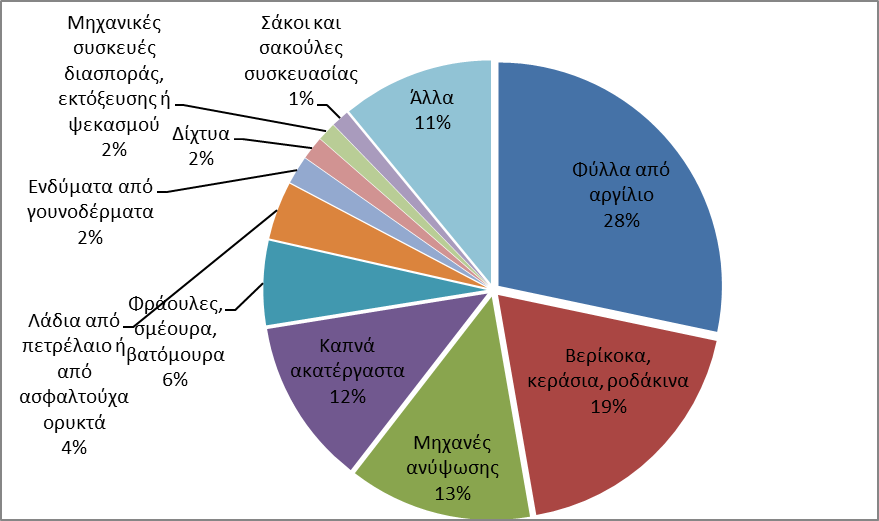 Μηχανικές
συσκευές
διασποράς,
εκτόξευσης ή
ψεκασμού
2%
Σάκοι και
σακούλες
συσκευασίας
1%
Άλλα
11%
Δίχτυα
2%
Ενδύματα από
γουνοδέρματα
2%
Φύλλα από
αργίλιο
28%
Φράουλες,
σμέουρα,
βατόμουρα
6%
Λάδια από
πετρέλαιο ή
από
ασφαλτούχα
ορυκτά
4%
Καπνά
ακατέργαστα
12%
Βερίκοκα,
κεράσια, ροδάκινα
19%
Μηχανές
ανύψωσης
13%